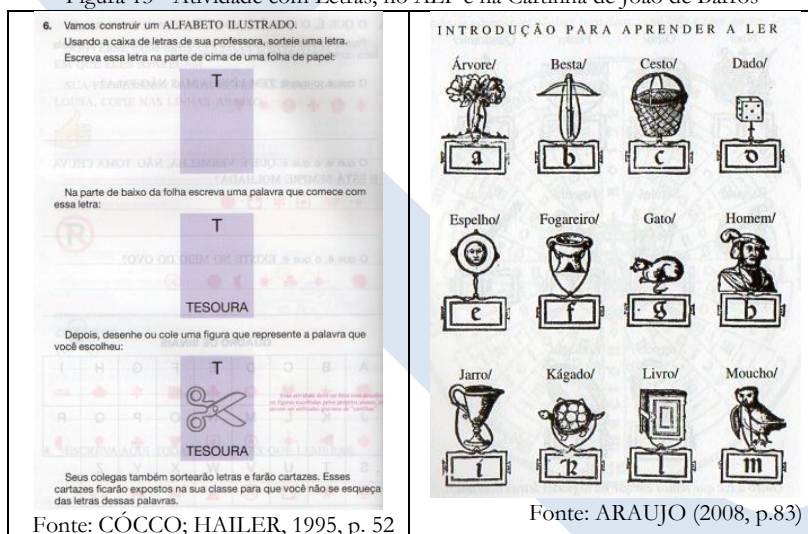 Figura 13 – Atividade com Letras, no ALP e na Cartinha de João de Barros
6. Vamos construir um ALFABETO ILUSTRADO.
Usando a caixa de letras de sua professora, sorteie uma letra.
Escreva essa letra na parte de cima de uma folha de papel:
T
Na parte de baixo da folha escreva uma palavra que comece com
essa letra:
T
TESOURA
Depois, desenhe ou cole uma figura que represente a palavra que
você escolheu:
T
TESOURA
Seus colegas também sortearão letras e farão cartazes. Esses
cartazes ficarão expostos na sua classe para que você não se esqueça
das letras dessas palavras.
Fonte: CÓCCO; HAILER, 1995, p. 52
INTRODUÇÃO PARA APRENDER A LER
Árvore/ Besta/ Cesto/ Dado/
a b c d
Espelho/ Fogareiro/ Gato/ Homem/
e f g h
Jarro/ Kágado/ Livro/ Moucho/
i k l m
Fonte: ARAUJO (2008, p.83)